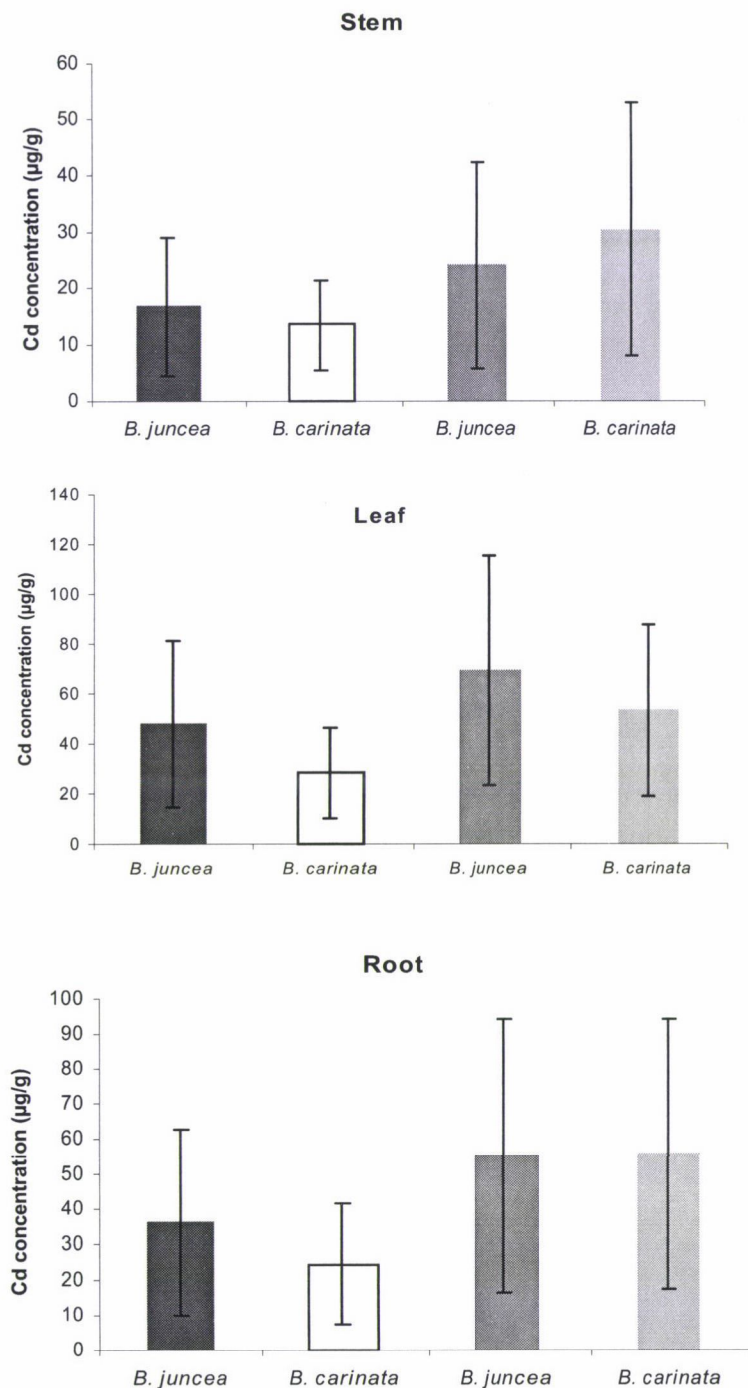 Stem
Cd concentration (µg/g)
60
50
40
30
20
10
0
B. juncea B. carinata B. juncea B. carinata
Leaf
Cd concentration (µg/g)
140
120
100
80
60
40
20
0
B. juncea B. carinata B. juncea B. carinata
Root
Cd concentration (µg/g)
100
90
80
70
60
50
40
30
20
10
0
B. juncea B. carinata B. juncea B. carinata